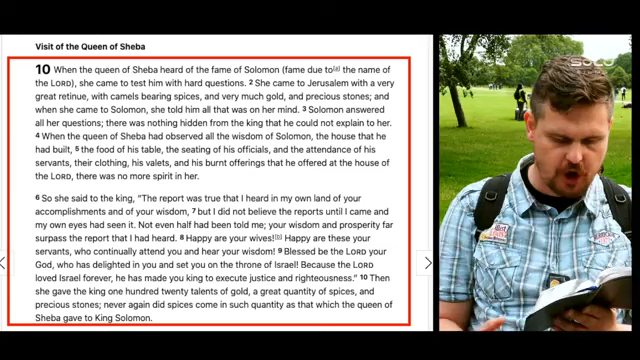 Visit of the Queen of Sheba
10 When the queen of Sheba heard of the fame of Solomon (fame due to[g] the name of
the LORD), she came to test him with hard questions. 2 She came to Jerusalem with a very
great retinue, with camels bearing spices, and very much gold, and precious stones; and
when she came to Solomon, she told him all that was on her mind. 3 Solomon answered
all her questions; there was nothing hidden from the king that he could not explain to her.
4 When the queen of Sheba had observed all the wisdom of Solomon, the house that he
had built, 5 the food of his table, the seating of his officials, and the attendance of his
servants, their clothing, his valets, and his burnt offerings that he offered at the house of
the LORD, there was no more spirit in her.
6 So she said to the king, “The report was true that I heard in my own land of your
accomplishments and of your wisdom, 7 but I did not believe the reports until I came and
my own eyes had seen it. Not even half had been told me; your wisdom and prosperity far
surpass the report that I had heard. 8 Happy are your wives![h] Happy are these your
servants, who continually attend you and hear your wisdom! 9 Blessed be the LORD your
God, who has delighted in you and set you on the throne of Israel! Because the LORD
loved Israel forever, he has made you king to execute justice and righteousness.” 10 Then
she gave the king one hundred twenty talents of gold, a great quantity of spices, and
precious stones; never again did spices come in such quantity as that which the queen of
Sheba gave to King Solomon.